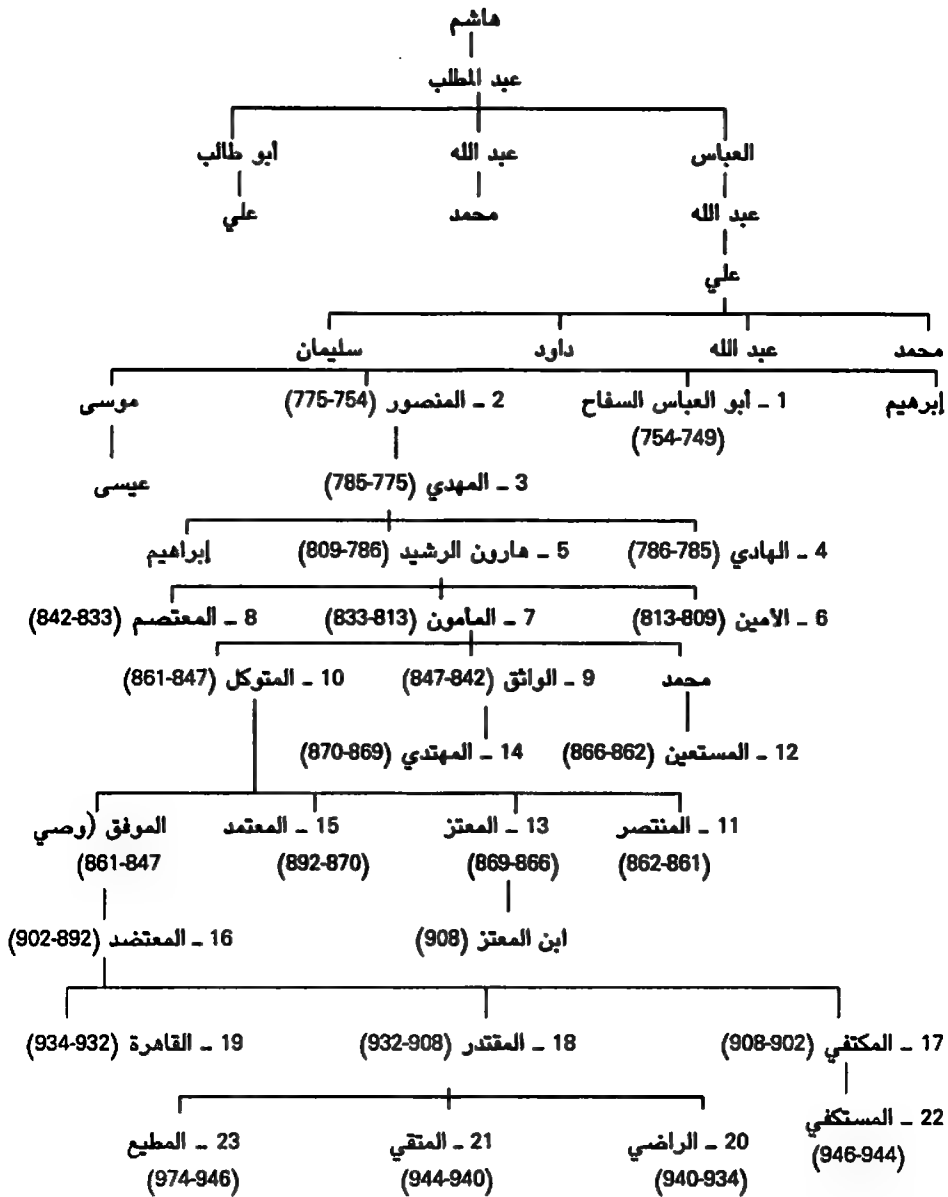 هاشم
عبد المطلب
العباس عبد الله أبو طالب
عبد الله محمد علي
علي
محمد عبد الله داود سليمان
إبرهيم 1 ـ أبو العباس السفاح 2 ـ المنصور (754-775) موسى
(749-754)
3 ـ المهدي (775-785) عيسى
4 ـ الهادي (785-786) 5 ـ هارون الرشيد (786-809) إبراهيم
6 ـ الأمين (809-813) 7 ـ المأمون (813-833) 8 ـ المعتصم (833-842)
محمد 9 ـ الواثق (842-847) 10 ـ المتوكل (847-861)
12 ـ المستعين (862-866) 14 ـ المهتدي (869-870)
11 ـ المنتصر 13 ـ المعتز 15 ـ المعتمد الموفق (وصي
(861-862) (866-869) (870-892) 847-861)
ابن المعتز (908) 16 ـ المعتضد (892-902)
17 ـ المكتفي (902-908) 18 ـ المقتدر (908-932) 19 ـ القاهرة (932-934)
22 ـ المستكفي
(944-946)
20 ـ الراضي 21 ـ المتقي 23 ـ المطيع
(934-940) (940-944) (946-974)